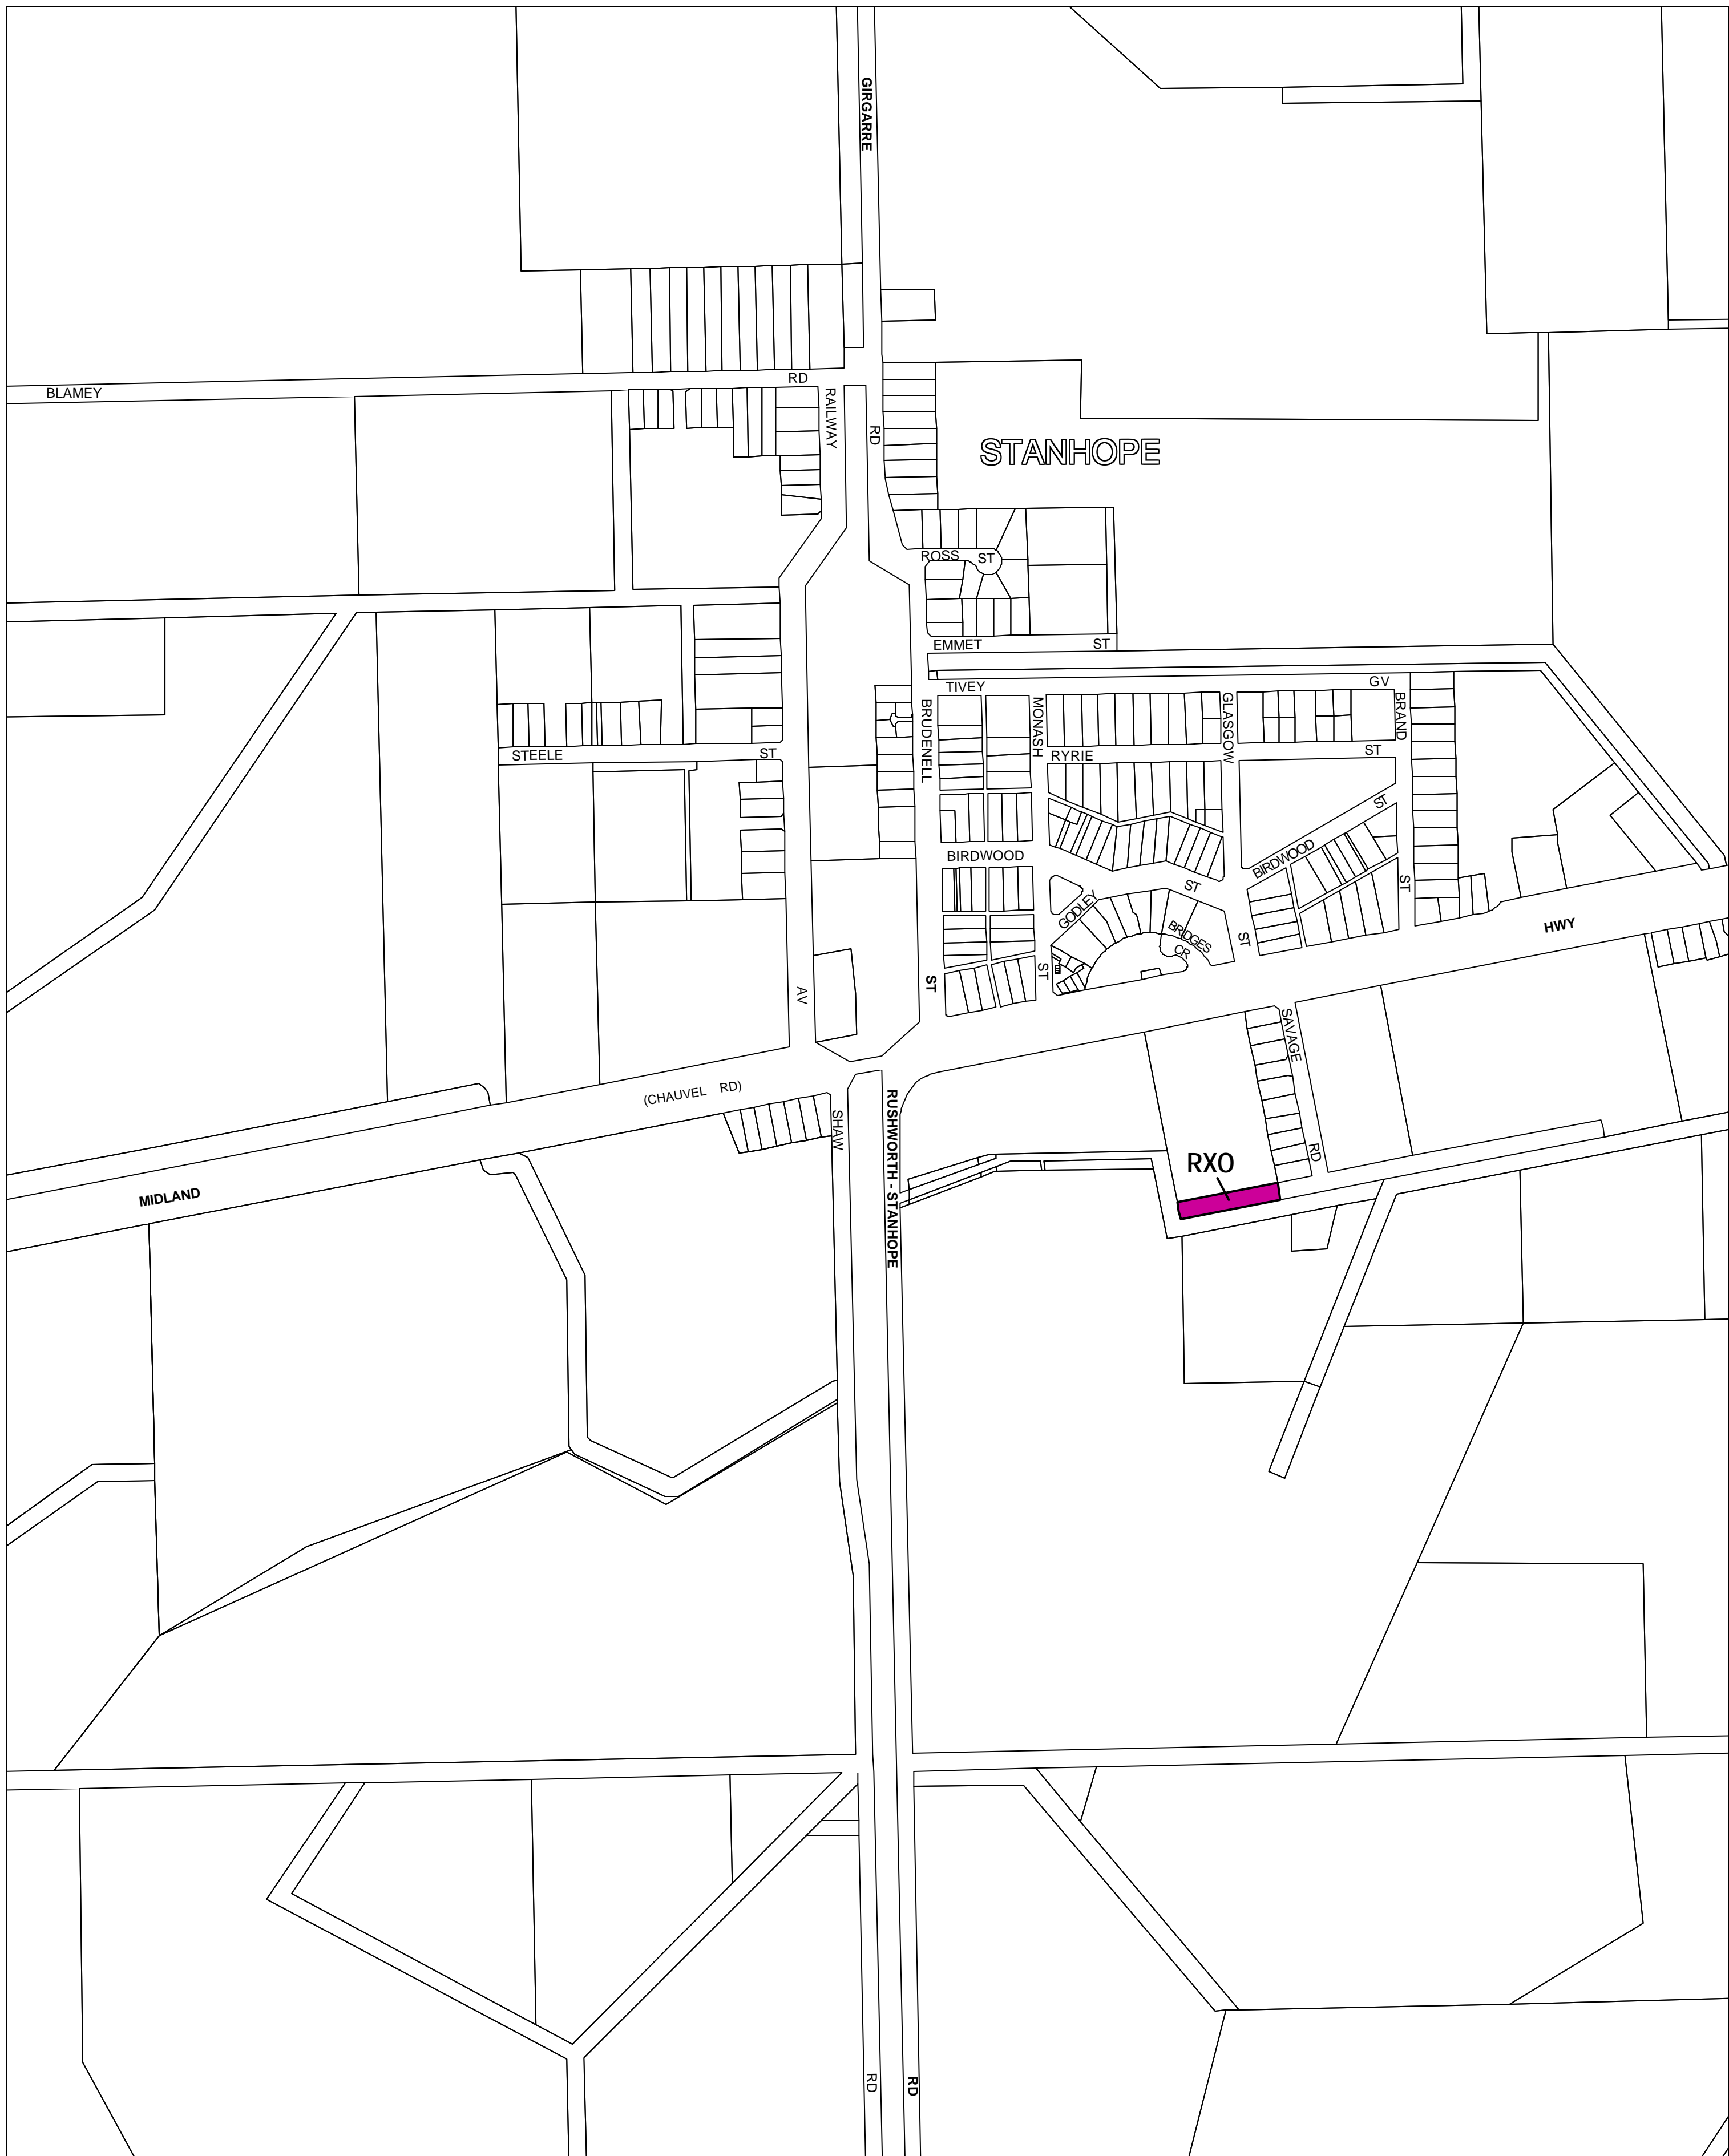 GIRGARRE
BLAMEY
RD
RAILWAY
RD
STANHOPE
ROSS ST
EMMET ST
TIVEY GV
BRUDENELL
MONASH
GLASGOW
BRAND
STEELE ST
RYRIE ST
ST
BIRDWOOD
BIRDWOOD
ST
ST
GODLEY
BRIDGES
CR
HWY
ST
ST
ST
AV
SAVAGE
(CHAUVEL RD)
SHAW
RUSHWORTH - STANHOPE
RD
RXO
MIDLAND
RD
RD